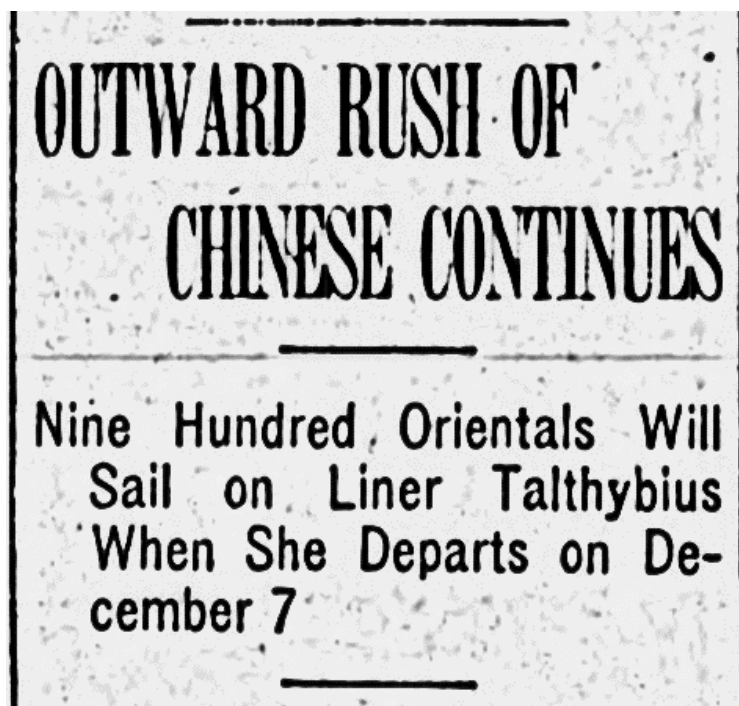 OUTWARD RUSH OF
CHINESE CONTINUES
Nine Hundred Orientals Will
Sail on Liner Talthybius
When She Departs on De-
cember 7